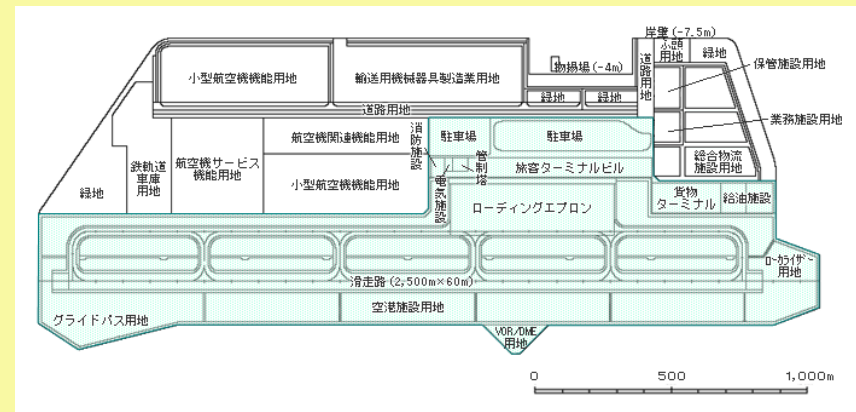 岸壁(-7.5m)
ふ頭
用地
緑地
物揚場(-4m)
道路用地
保管施設用地
小型航空機機能用地
輸送用機械器具製造業用地
緑地
緑地
道路用地
業務施設用地
消防施設
駐車場
駐車場
航空機関連機能用地
鉄軌道
車庫
用地
航空機サービス
機能用地
管制塔
総合物流
施設用地
電気施設
旅客ターミナルビル
緑地
小型航空機機能用地
貨物
ターミナル
給油施設
ローディングエプロン
ローカライザー
用地
滑走路(2,500m×60m)
グライドパス用地
空港施設用地
VOR/DME
用地
0
500
1,000m